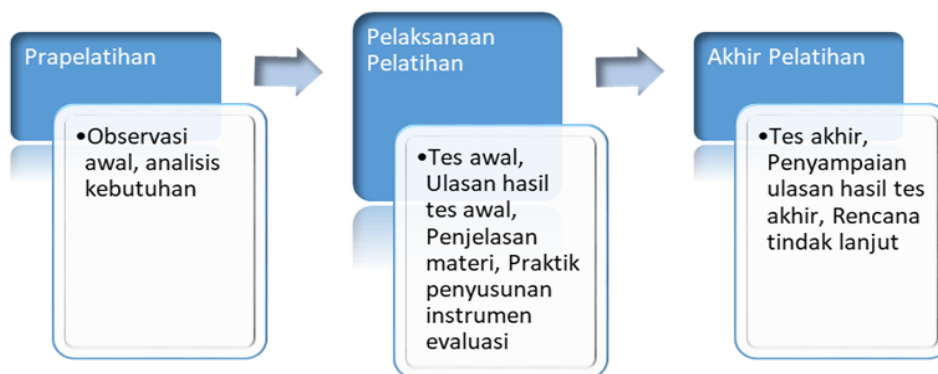 Prapelatihan
•Observasi
awal, analisis
kebutuhan
Pelaksanaan
Pelatihan
•Tes awal,
Ulasan hasil
tes awal,
Penjelasan
materi, Praktik
penyusunan
instrumen
evaluasi
Akhir Pelatihan
•Tes akhir,
Penyampaian
ulasan hasil tes
akhir, Rencana
tindak lanjut